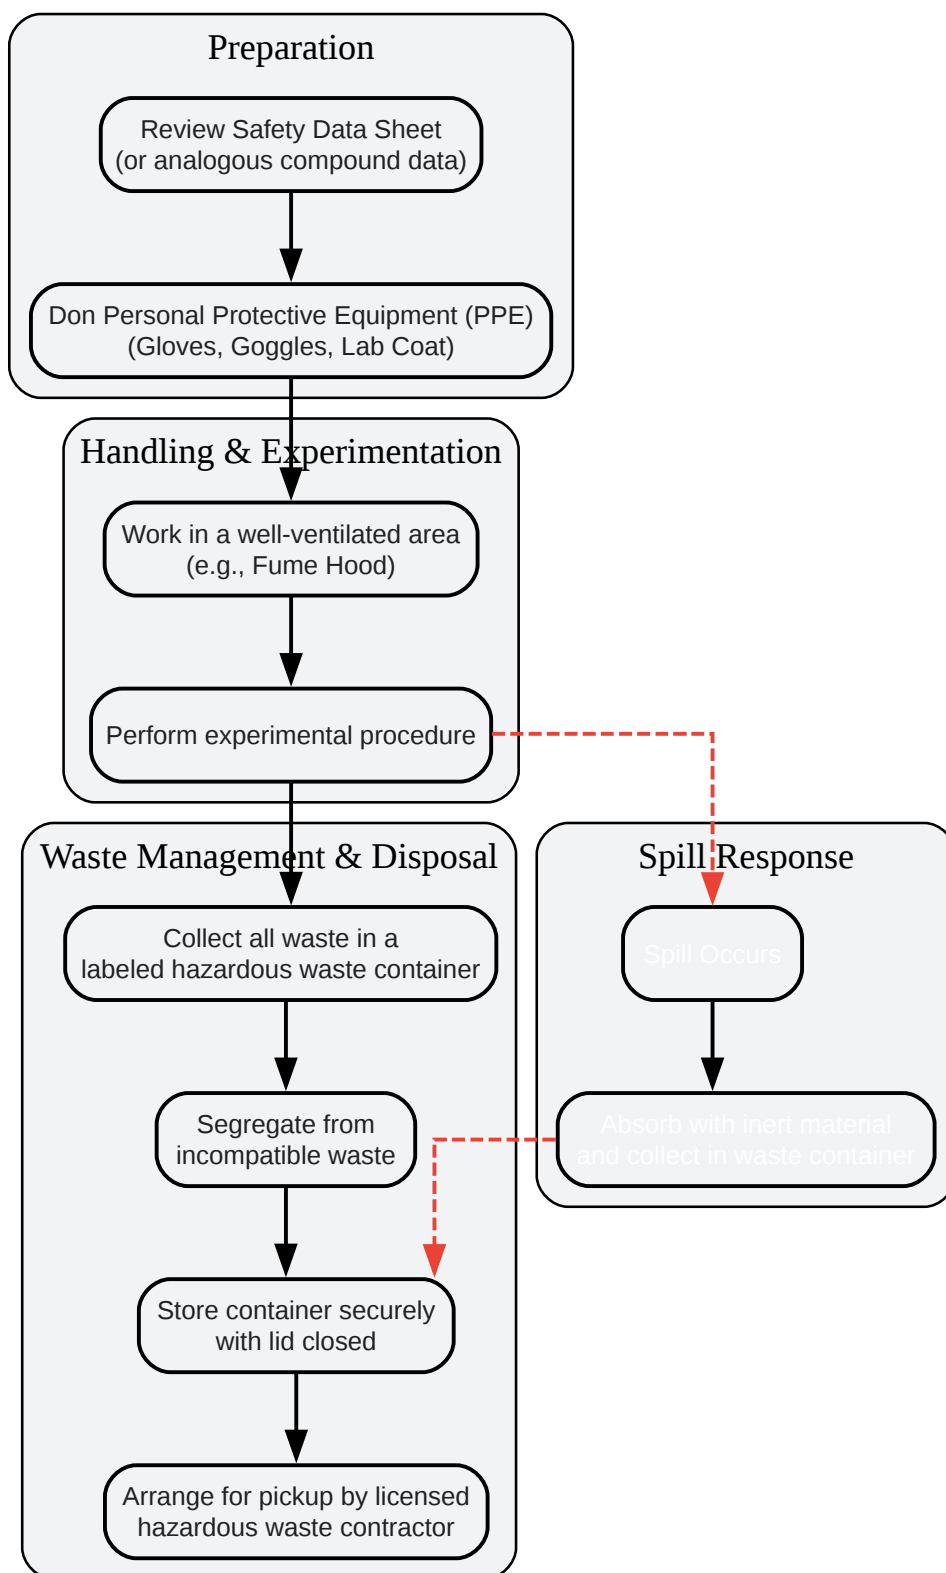 Preparation
Review Safety Data Sheet
(or analogous compound data)
Don Personal Protective Equipment (PPE)
(Gloves, Goggles, Lab Coat)
Handling & Experimentation
Work in a well-ventilated area
(e.g., Fume Hood)
Perform experimental procedure
Waste Management & Disposal
Collect all waste in a
labeled hazardous waste container
Segregate from
incompatible waste
Store container securely
with lid closed
Arrange for pickup by licensed
hazardous waste contractor
Spill Response
Spill Occurs
Absorb with inert material
and collect in waste container